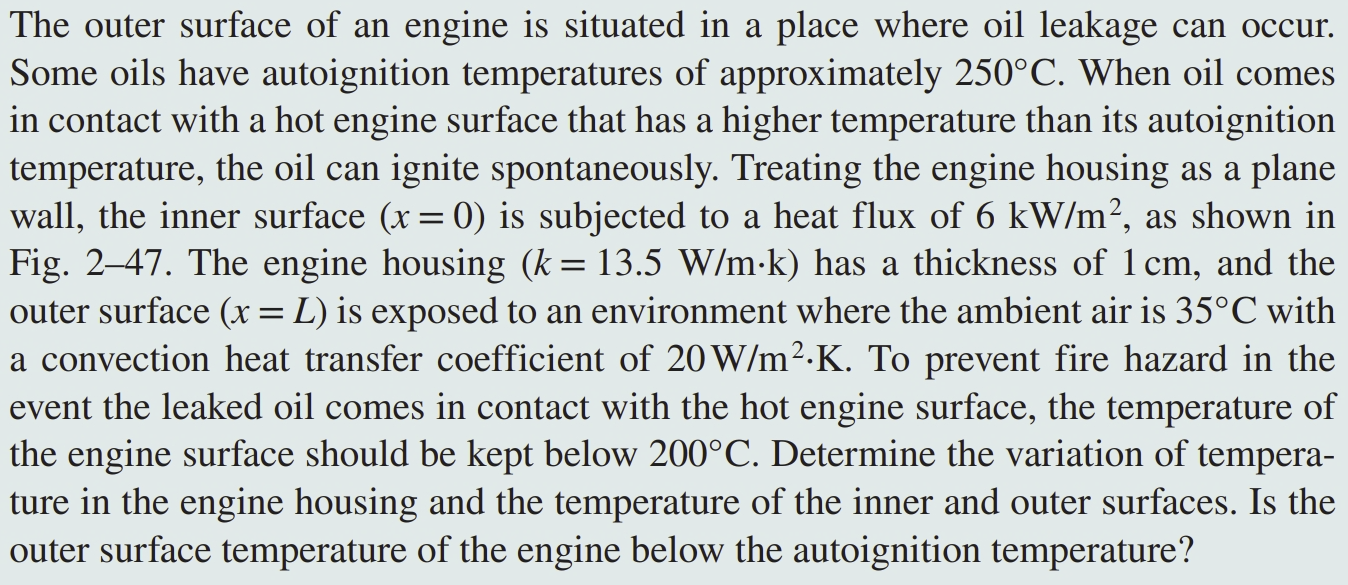 The outer surface of an engine is situated in a place where oil leakage can occur.
Some oils have autoignition temperatures of approximately 250°C. When oil comes
in contact with a hot engine surface that has a higher temperature than its autoignition
temperature, the oil can ignite spontaneously. Treating the engine housing as a plane
wall, the inner surface (x = 0) is subjected to a heat flux of 6 kW/m², as shown in
Fig. 2–47. The engine housing (k = 13.5 W/m·k) has a thickness of 1 cm, and the
outer surface (x = L) is exposed to an environment where the ambient air is 35°C with
a convection heat transfer coefficient of 20 W/m²·K. To prevent fire hazard in the
event the leaked oil comes in contact with the hot engine surface, the temperature of
the engine surface should be kept below 200°C. Determine the variation of tempera-
ture in the engine housing and the temperature of the inner and outer surfaces. Is the
outer surface temperature of the engine below the autoignition temperature?